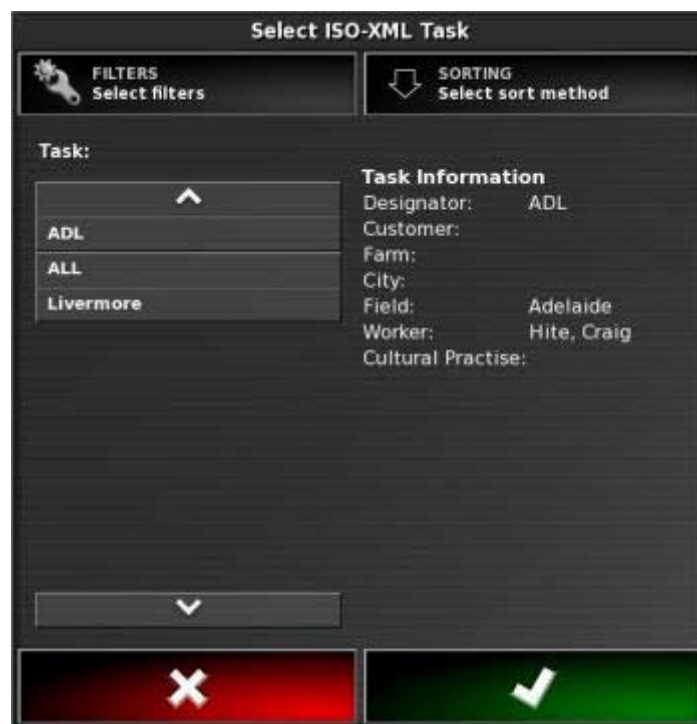 Select ISO-XML Task
FILTERS
Select filters
SORTING
Select sort method
Task:
ADL
ALL
Livermore
Task Information
Designator: ADL
Customer:
Farm:
City:
Field: Adelaide
Worker: Hite, Craig
Cultural Practise: